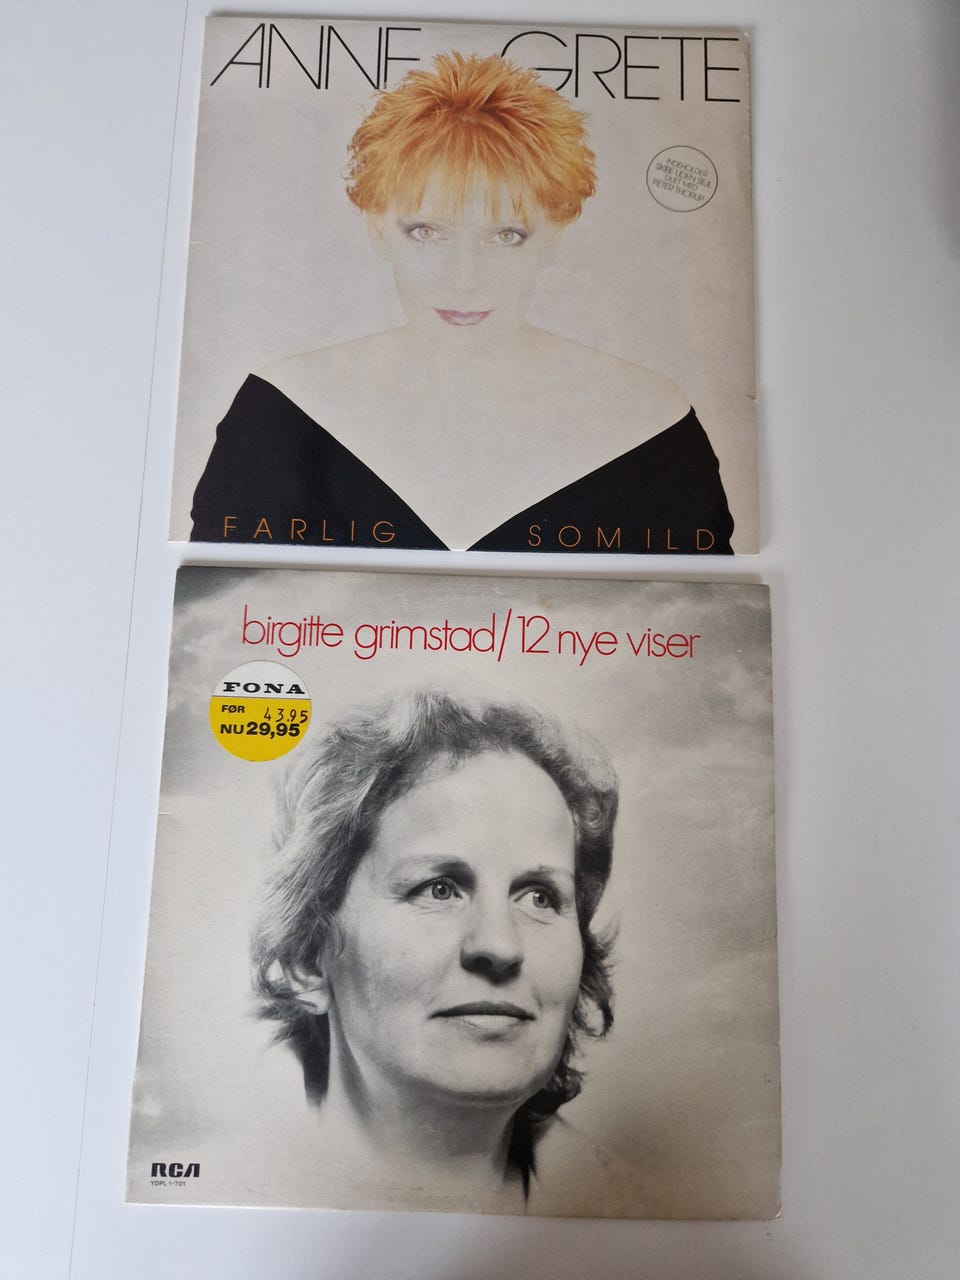 ANNE GRETE
INDEHOLDER
SKIBE UDEN SEJL
DUET MED
PETER THORUP
FARLIG SOM ILD
birgitte grimstad/12 nye viser
FONA
FØR 43.95
NU 29,95
RCA
YDPL 1-701